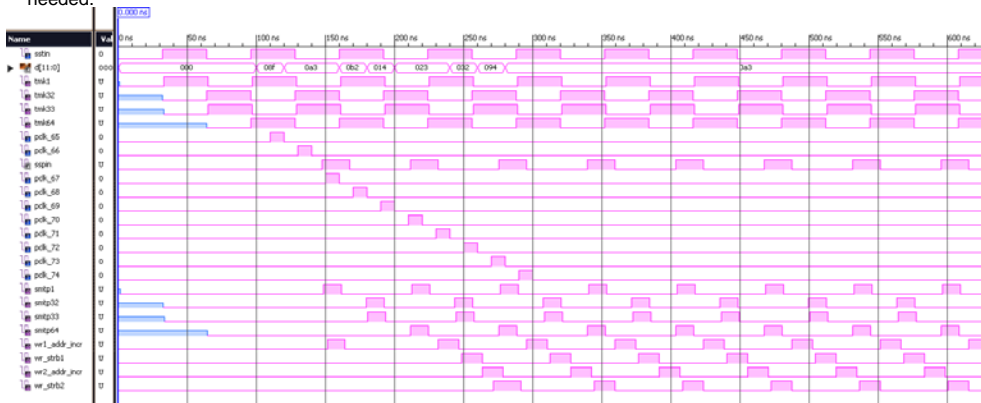 needed.
0.000 ns
Name Val 0 ns 50 ns 100 ns 150 ns 200 ns 250 ns 300 ns 350 ns 400 ns 450 ns 500 ns 550 ns 600 ns
sstin 0
d[11:0] 000 000 08f 0a3 0b2 014 023 032 094 0a3
tmk1 U
tmk32 U
tmk33 U
tmk64 U
pclk_65 0
pclk_66 0
sspin U
pclk_67 0
pclk_68 0
pclk_69 0
pclk_70 0
pclk_71 0
pclk_72 0
pclk_73 0
pclk_74 0
smtp1 U
smtp32 U
smtp33 U
smtp64 U
wr1_addr_incr U
wr_strb1 U
wr2_addr_incr U
wr_strb2 U